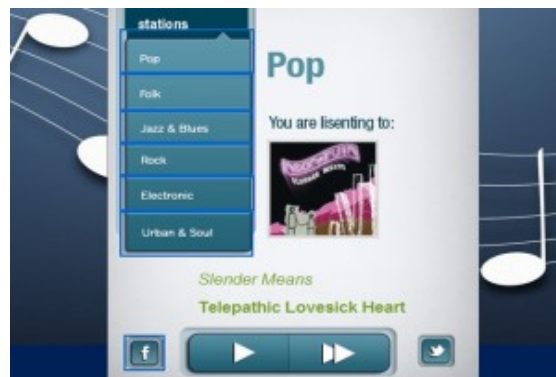 stations
Pop
Folk
Jazz & Blues
Rock
Electronic
Urban & Soul
Pop
You are lisenting to:
Slender Means
Telepathic Lovesick Heart
f